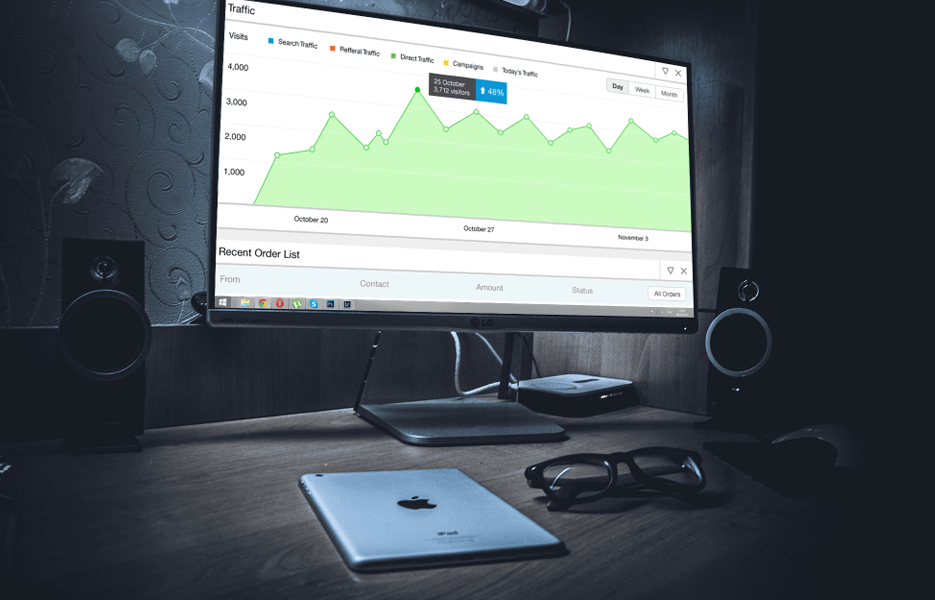 Traffic
Visits
Search Traffic
Refferal Traffic
Direct Traffic
Campaigns
Today's Traffic
Day
Week
Month
4,000
3,000
2,000
1,000
25 October
3,712 visitors
48%
October 20
October 27
November 3
Recent Order List
From
Contact
Amount
Status
All Orders
LG
iPad